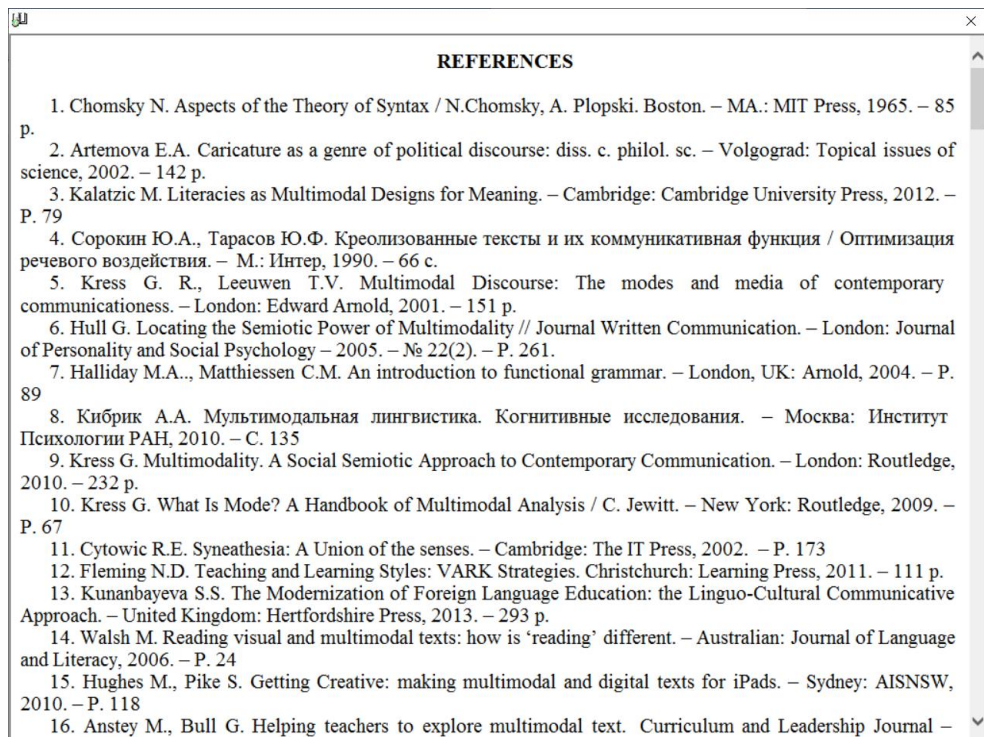 REFERENCES
1. Chomsky N. Aspects of the Theory of Syntax / N.Chomsky, A. Plopski. Boston. – MA.: MIT Press, 1965. – 85
p.
2. Artemova E.A. Caricature as a genre of political discourse: diss. c. philol. sc. – Volgograd: Topical issues of
science, 2002. – 142 p.
3. Kalatzic M. Literacies as Multimodal Designs for Meaning. – Cambridge: Cambridge University Press, 2012. –
P. 79
4. Сорокин Ю.А., Тарасов Ю.Ф. Креолизованные тексты и их коммуникативная функция / Оптимизация
речевого воздействия. – М.: Интер, 1990. – 66 с.
5. Kress G. R., Leeuwen T.V. Multimodal Discourse: The modes and media of contemporary
communicationess. – London: Edward Arnold, 2001. – 151 p.
6. Hull G. Locating the Semiotic Power of Multimodality // Journal Written Communication. – London: Journal
of Personality and Social Psychology – 2005. – № 22(2). – P. 261.
7. Halliday M.A.., Matthiessen C.M. An introduction to functional grammar. – London, UK: Arnold, 2004. – P.
89
8. Кибрик А.А. Мультимодальная лингвистика. Когнитивные исследования. – Москва: Институт
Психологии РАН, 2010. – С. 135
9. Kress G. Multimodality. A Social Semiotic Approach to Contemporary Communication. – London: Routledge,
2010. – 232 p.
10. Kress G. What Is Mode? A Handbook of Multimodal Analysis / C. Jewitt. – New York: Routledge, 2009. –
P. 67
11. Cytowic R.E. Syneathesia: A Union of the senses. – Cambridge: The IT Press, 2002. – P. 173
12. Fleming N.D. Teaching and Learning Styles: VARK Strategies. Christchurch: Learning Press, 2011. – 111 p.
13. Kunanbayeva S.S. The Modernization of Foreign Language Education: the Linguo-Cultural Communicative
Approach. – United Kingdom: Hertfordshire Press, 2013. – 293 p.
14. Walsh M. Reading visual and multimodal texts: how is ‘reading’ different. – Australian: Journal of Language
and Literacy, 2006. – P. 24
15. Hughes M., Pike S. Getting Creative: making multimodal and digital texts for iPads. – Sydney: AISNSW,
2010. – P. 118
16. Anstey M., Bull G. Helping teachers to explore multimodal text. Curriculum and Leadership Journal –